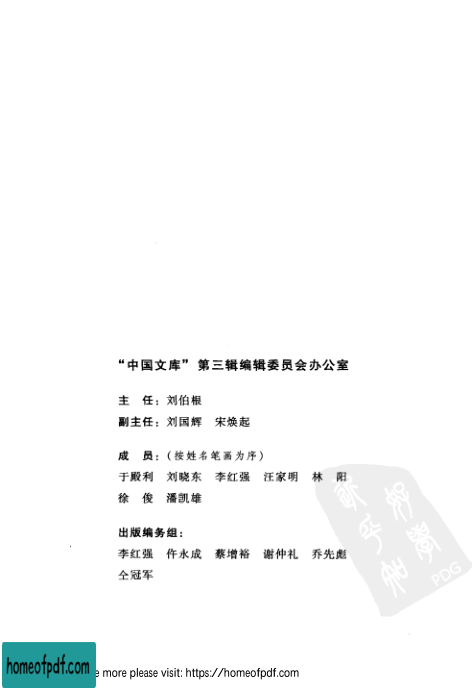 “中国文库”第三辑编辑委员会办公室
主　任：刘伯根
副主任：刘国辉　宋焕起
成　员：(按姓名笔画为序)
于殿利　刘晓东　李红强　汪家明　林　阳
徐　俊　潘凯雄
出版编务组：
李红强　仵永成　蔡增裕　谢仲礼　乔先彪
仝冠军
PDG
homeofpdf.com
e more please visit: https://homeofpdf.com